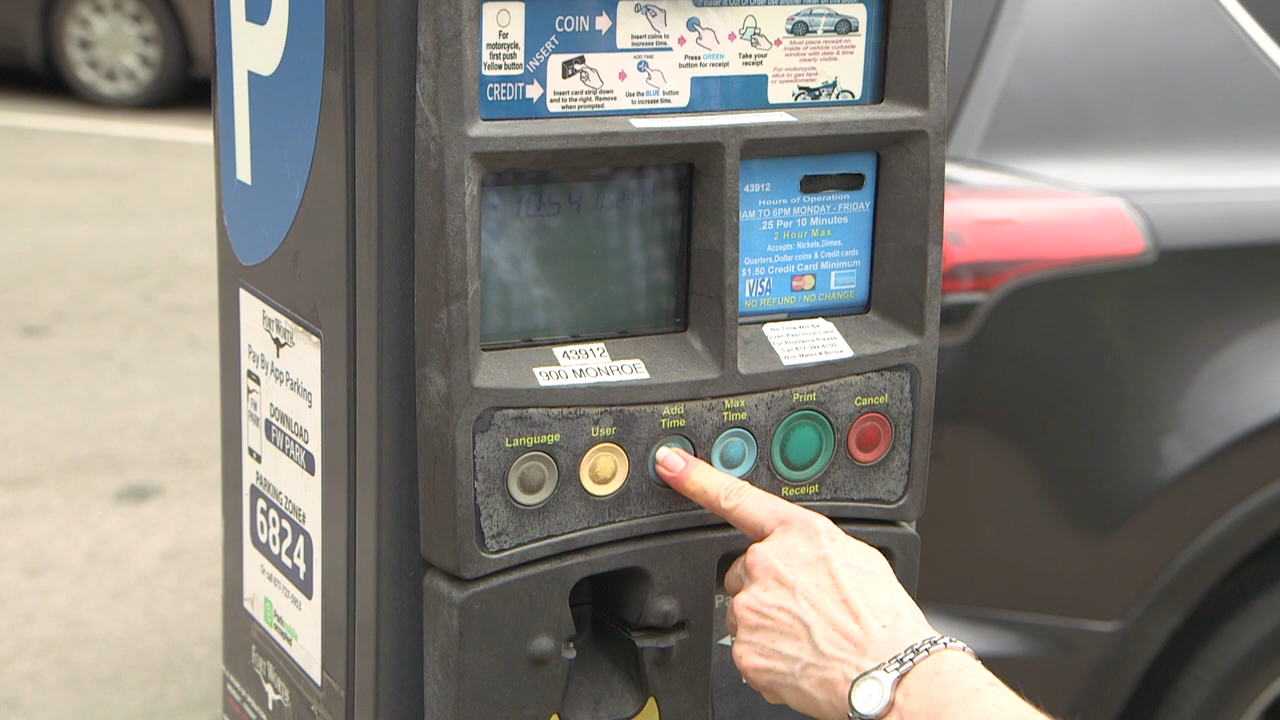 P
For
motorcycle,
first push
Yellow button
INSERT
COIN
CREDIT
Insert coins to
increase time.
Press GREEN
button for receipt
Take your
receipt
Must place receipt on
inside of vehicle curbside
window with date & time
clearly visible.
For motorcycle,
stick to gas tank
or speedometer.
Insert card strip down
and to the right. Remove
when prompted.
ADD TIME
Use the BLUE button
to increase time.
10:54
43912
Hours of Operation
AM TO 6PM MONDAY - FRIDAY
.25 Per 10 Minutes
2 Hour Max
Accepts: Nickels, Dimes,
Quarters, Dollar coins & Credit cards
$1.50 Credit Card Minimum
VISA MasterCard
NO REFUND / NO CHANGE
43912
900 MONROE
Language
User
Add
Time
Max
Time
Print
Receipt
Cancel
FORT WORTH
Pay By App Parking
FW
PARK
DOWNLOAD
FW PARK
PARKING ZONE#
6824
FORT WORTH